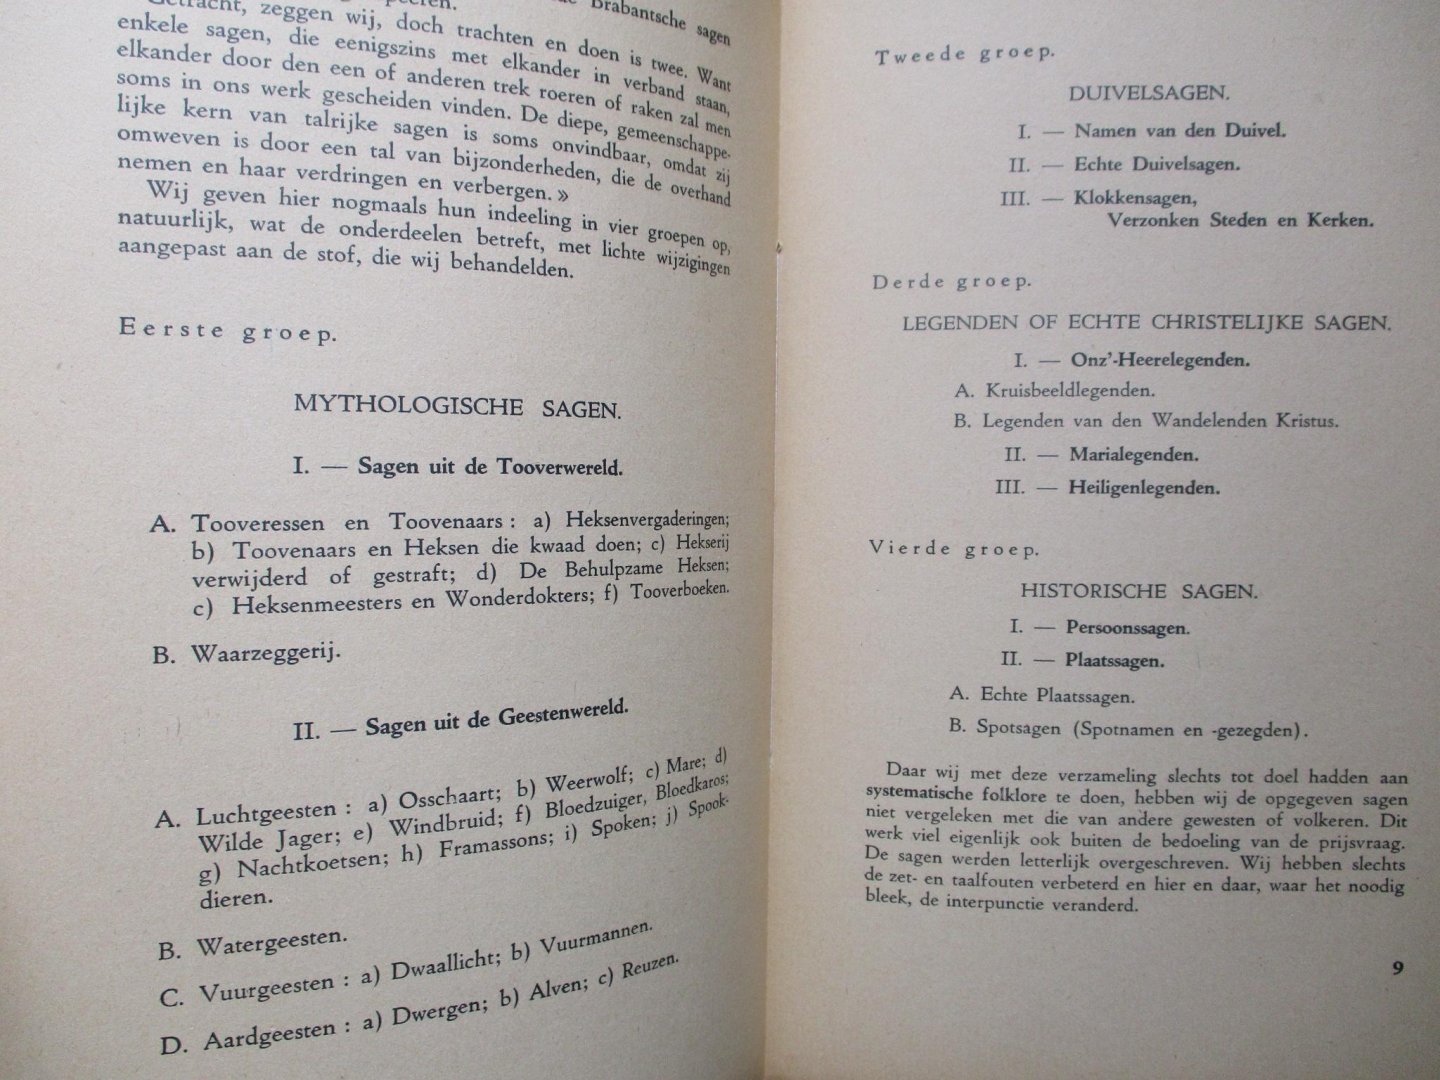 Brabantsche sagen
Getracht, zeggen wij, doch trachten en doen is twee. Want
enkele sagen, die eenigszins met elkander in verband staan,
elkander door den een of anderen trek roeren of raken zal men
soms in ons werk gescheiden vinden. De diepe, gemeenschappe-
lijke kern van talrijke sagen is soms onvindbaar, omdat zij
omweven is door een tal van bijzonderheden, die de overhand
nemen en haar verdringen en verbergen. »
Wij geven hier nogmaals hun indeeling in vier groepen op,
natuurlijk, wat de onderdeelen betreft, met lichte wijzigingen
aangepast aan de stof, die wij behandelden.
Eerste groep.
MYTHOLOGISCHE SAGEN.
I. — Sagen uit de Tooverwereld.
A. Tooveressen en Toovenaars : a) Heksenvergaderingen;
b) Toovenaars en Heksen die kwaad doen; c) Hekserij
verwijderd of gestraft; d) De Behulpzame Heksen;
c) Heksenmeesters en Wonderdokters; f) Tooverboeken.
B. Waarzeggerij.
II. — Sagen uit de Geestenwereld.
A. Luchtgeesten : a) Osschaart; b) Weerwolf; c) Mare; d)
Wilde Jager; e) Windbruid; f) Bloedzuiger, Bloedkaros;
g) Nachtkoetsen; h) Framassons; i) Spoken; j) Spook-
dieren.
B. Watergeesten.
C. Vuurgeesten : a) Dwaallicht; b) Vuurmannen.
D. Aardgeesten : a) Dwergen; b) Alven; c) Reuzen.
Tweede groep.
DUIVELSAGEN.
I. — Namen van den Duivel.
II. — Echte Duivelsagen.
III. — Klokkensagen,
Verzonken Steden en Kerken.
Derde groep.
LEGENDEN OF ECHTE CHRISTELIJKE SAGEN.
I. — Onz'-Heerelegenden.
A. Kruisbeeldlegenden.
B. Legenden van den Wandelenden Kristus.
II. — Marialegenden.
III. — Heiligenlegenden.
Vierde groep.
HISTORISCHE SAGEN.
I. — Persoonssagen.
II. — Plaatssagen.
A. Echte Plaatssagen.
B. Spotsagen (Spotnamen en -gezegden).
Daar wij met deze verzameling slechts tot doel hadden aan
systematische folklore te doen, hebben wij de opgegeven sagen
niet vergeleken met die van andere gewesten of volkeren. Dit
werk viel eigenlijk ook buiten de bedoeling van de prijsvraag.
De sagen werden letterlijk overgeschreven. Wij hebben slechts
de zet- en taalfouten verbeterd en hier en daar, waar het noodig
bleek, de interpunctie veranderd.
9